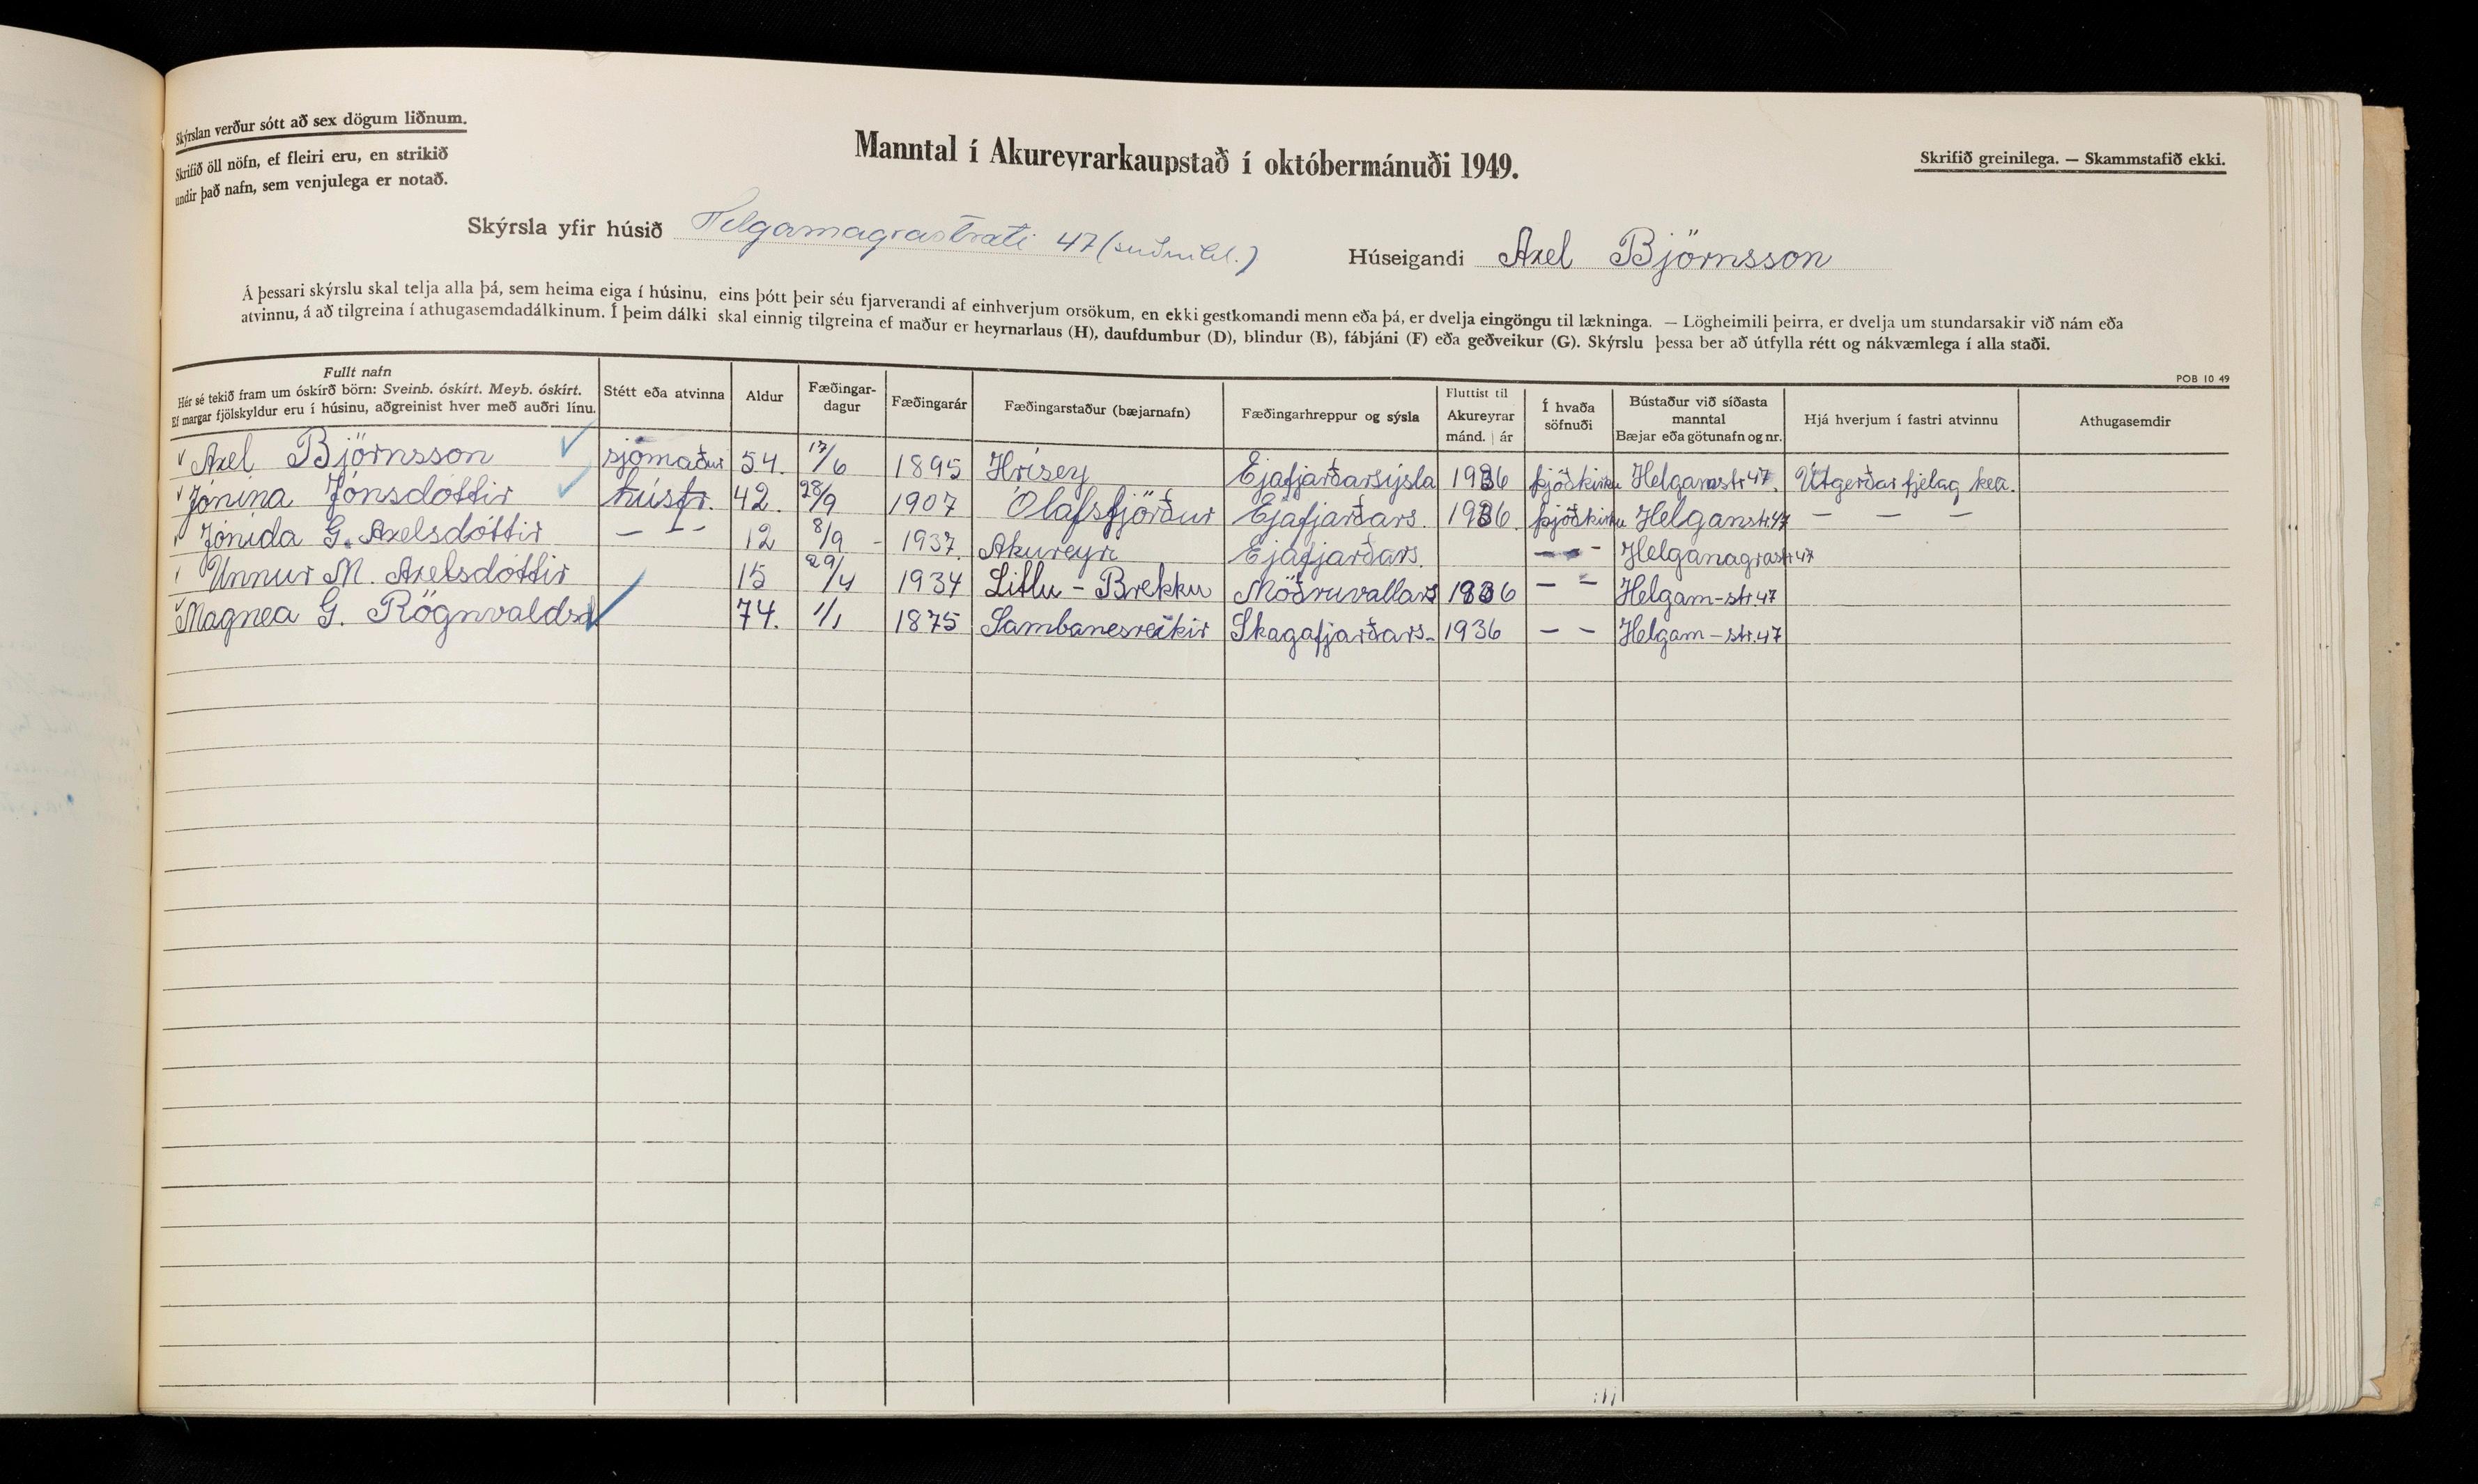 Skýrslan verður sótt að sex dögum liðnum.
Skrifið öll nöfn, ef fleiri eru, en strikið
undir það nafn, sem venjulega er notað.
Manntal í Akureyrarkaupstað í októbermánuði 1949.
Skrifið greinilega. — Skammstafið ekki.
Skýrsla yfir húsið Helgamagrastræti 47
Húseigandi Axel Björnsson
Á þessari skýrslu skal telja alla þá, sem heima eiga í húsinu, eins þótt þeir séu fjarverandi af einhverjum orsökum, en ekki gestkomandi menn eða þá, er dvelja eingöngu til lækninga. — Lögheimili þeirra, er dvelja um stundarsakir við nám eða
atvinnu, á að tilgreina í athugasemdadálkinum. Í þeim dálki skal einnig tilgreina ef maður er heyrnarlaus (H), daufdumbur (D), blindur (B), fábjáni (F) eða geðveikur (G). Skýrslu þessa ber að útfylla rétt og nákvæmlega í alla staði.
POB 10 49
Fullt nafn
Hér sé tekið fram um óskírð börn: Sveinb. óskírt. Meyb. óskírt.
Ef margar fjölskyldur eru í húsinu, aðgreinist hver með auðri línu.
Stétt eða atvinna
Aldur
Fæðingar-
dagur
Fæðingarár
Fæðingarstaður (bæjarnafn)
Fæðingarhreppur og sýsla
Fluttist til
Akureyrar
mánd. | ár
Í hvaða
söfnuði
Bústaður við síðasta
manntal
Bæjar eða götunafn og nr.
Hjá hverjum í fastri atvinnu
Athugasemdir
Axel Björnsson sjómaður 54. 17/6 1895 Hrísey Ejafjarðarsýsla 1936 þjóðkirku Helgamstr 47. Útgerðar fjelag kea.
Jónína Jónsdóttir húsfr. 42. 28/9 1907 Ólafsfjörður Ejafjarðars. 1936. þjóðkirku Helgamstr.47 — — —
Jónída G. Axelsdóttir — — 12 8/9 - 1937. Akureyri Ejafjarðars. — - Helgamagrastr 47
Unnur M. Axelsdóttir 15 29/4 1934 Litlu - Brekku Möðruvallars 1936 — - Helgam-str.47
Magnea G. Rögnvaldsd 74. 1/1 1875 Sambanesreikir Skagafjarðars. 1936 — - Helgam-str.47